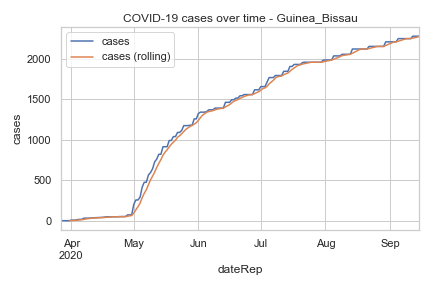 COVID-19 cases over time - Guinea_Bissau
cases
cases (rolling)
cases
2000
1500
1000
500
0
Apr
2020
May
Jun
Jul
Aug
Sep
dateRep